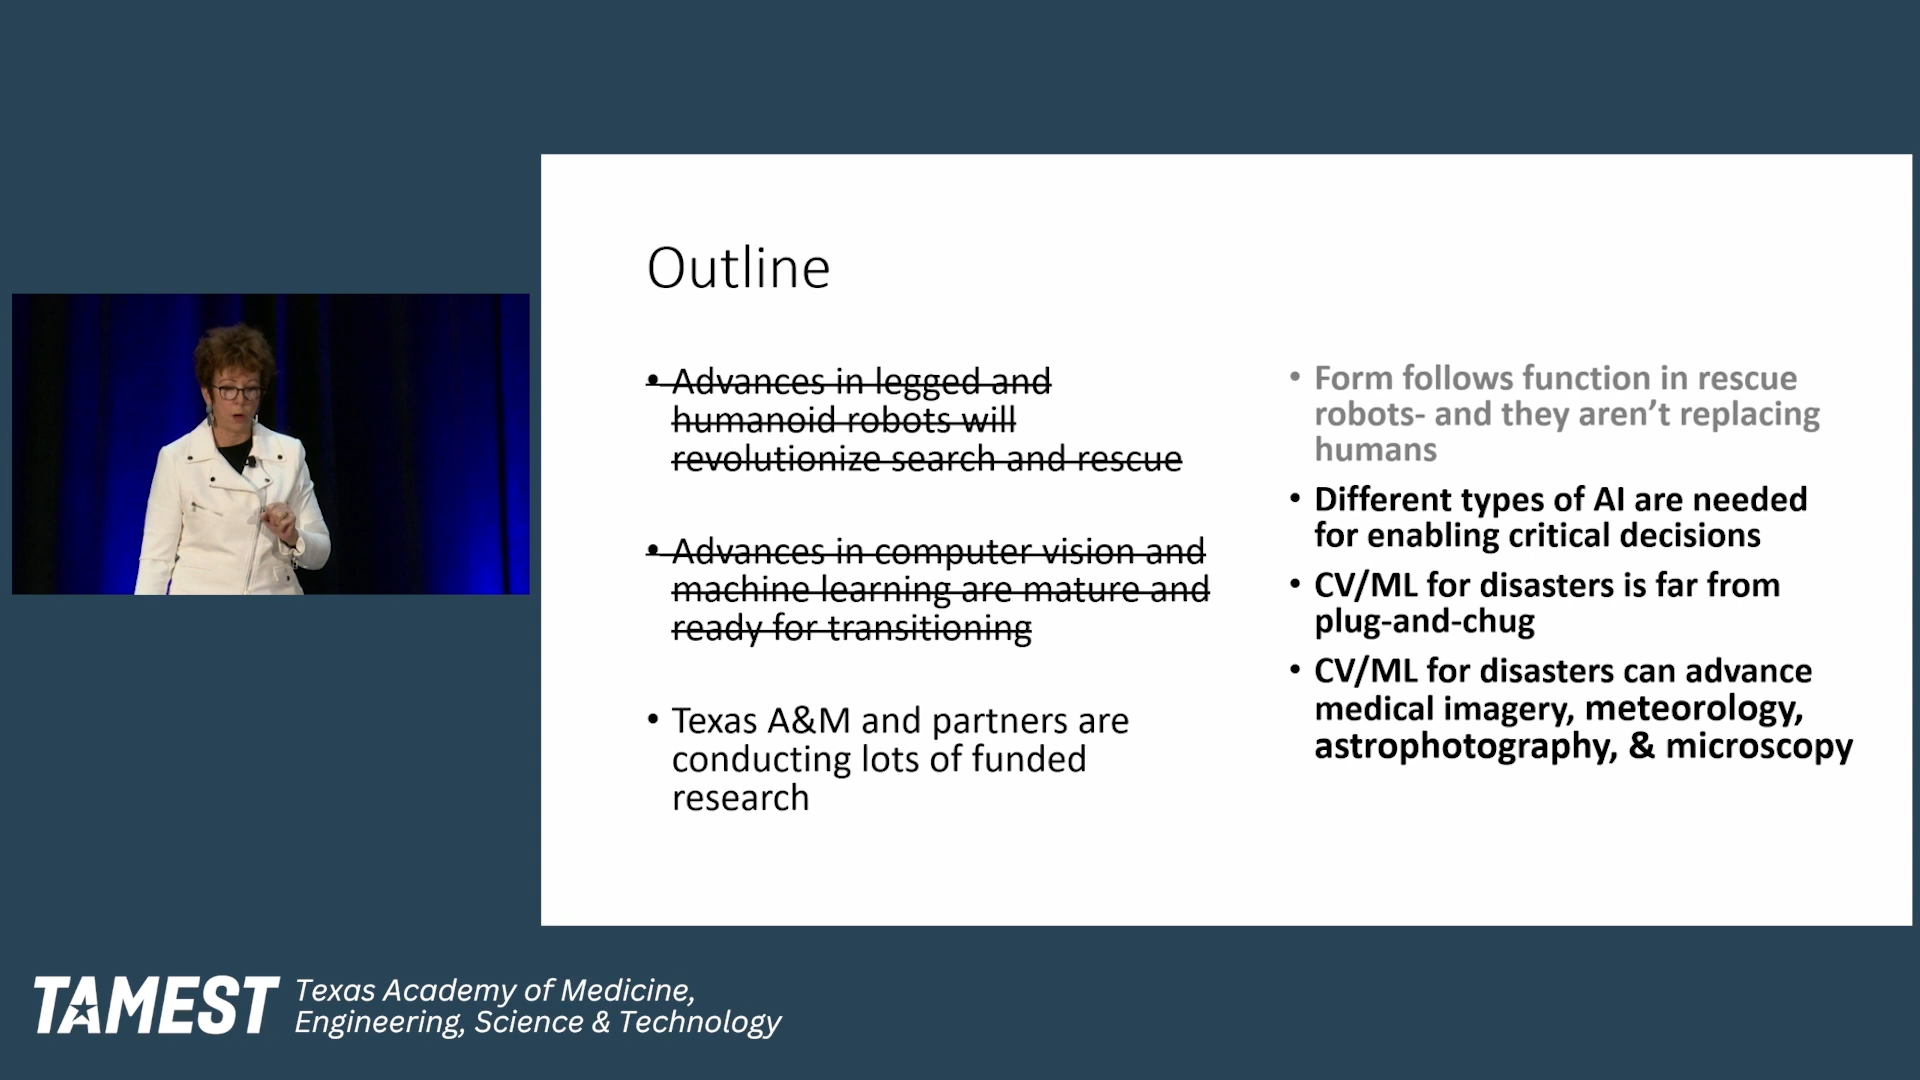 Outline
• Advances in legged and
humanoid robots will
revolutionize search and rescue
• Advances in computer vision and
machine learning are mature and
ready for transitioning
• Texas A&M and partners are
conducting lots of funded
research
• Form follows function in rescue
robots- and they aren’t replacing
humans
• Different types of AI are needed
for enabling critical decisions
• CV/ML for disasters is far from
plug-and-chug
• CV/ML for disasters can advance
medical imagery, meteorology,
astrophotography, & microscopy
TAMEST
Texas Academy of Medicine,
Engineering, Science & Technology